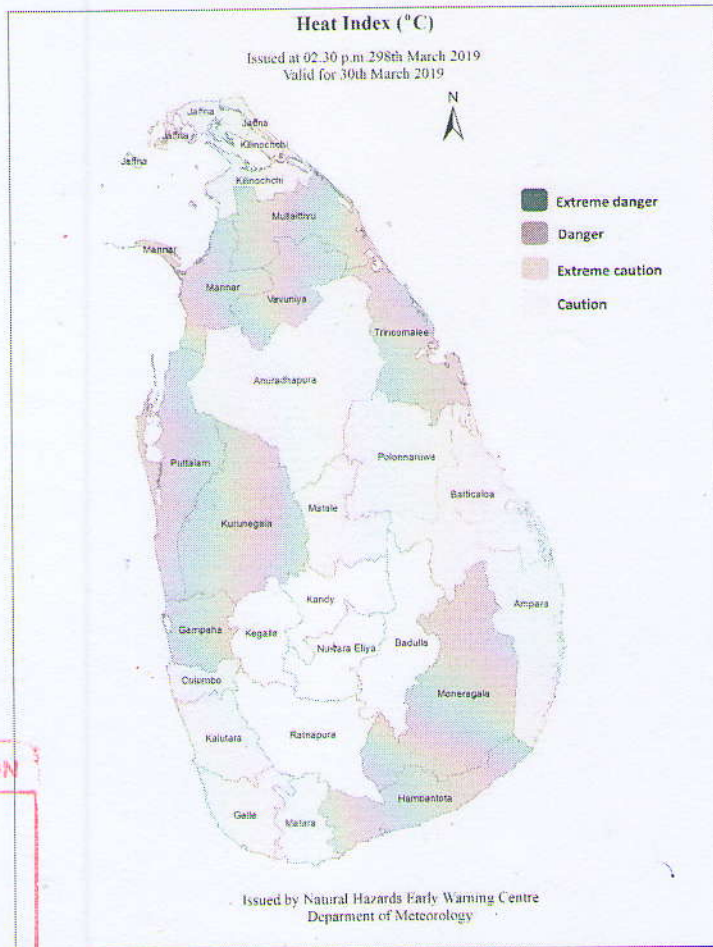 Heat Index (°C)
Issued at 02.30 p.m.298th March 2019
Valid for 30th March 2019
N
Jaffna
Jaffna
Jaffna
Kilinochchi
Jaffna
Kilinochchi
Mullaittivu
Extreme danger
Danger
Extreme caution
Caution
Mannar
Mannar
Vavuniya
Trincomalee
Anuradhapura
Polonnaruwa
Puttalam
Batticaloa
Matale
Kurunegala
Kandy
Ampara
Gampaha
Kegalle
Nuwara Eliya
Badulla
Colombo
Moneragala
Kalutara
Ratnapura
Hambantota
Galle
Matara
Issued by Natural Hazards Early Warning Centre
Deparment of Meteorology